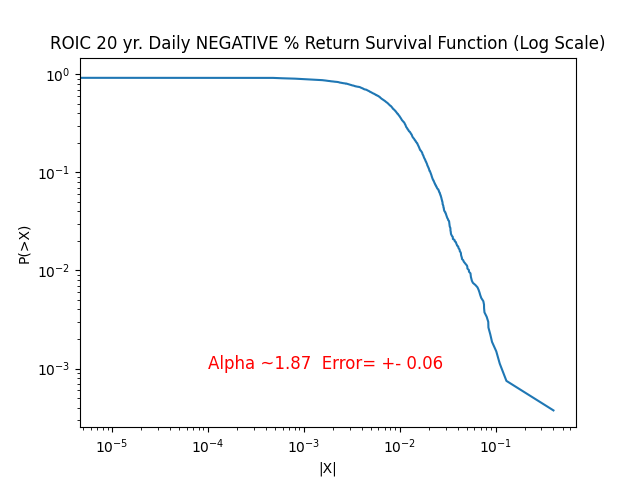 ROIC 20 yr. Daily NEGATIVE % Return Survival Function (Log Scale)
10⁰
10⁻¹
10⁻²
10⁻³
P(>X)
Alpha ~1.87  Error= +- 0.06
10⁻⁵ 10⁻⁴ 10⁻³ 10⁻² 10⁻¹
|X|